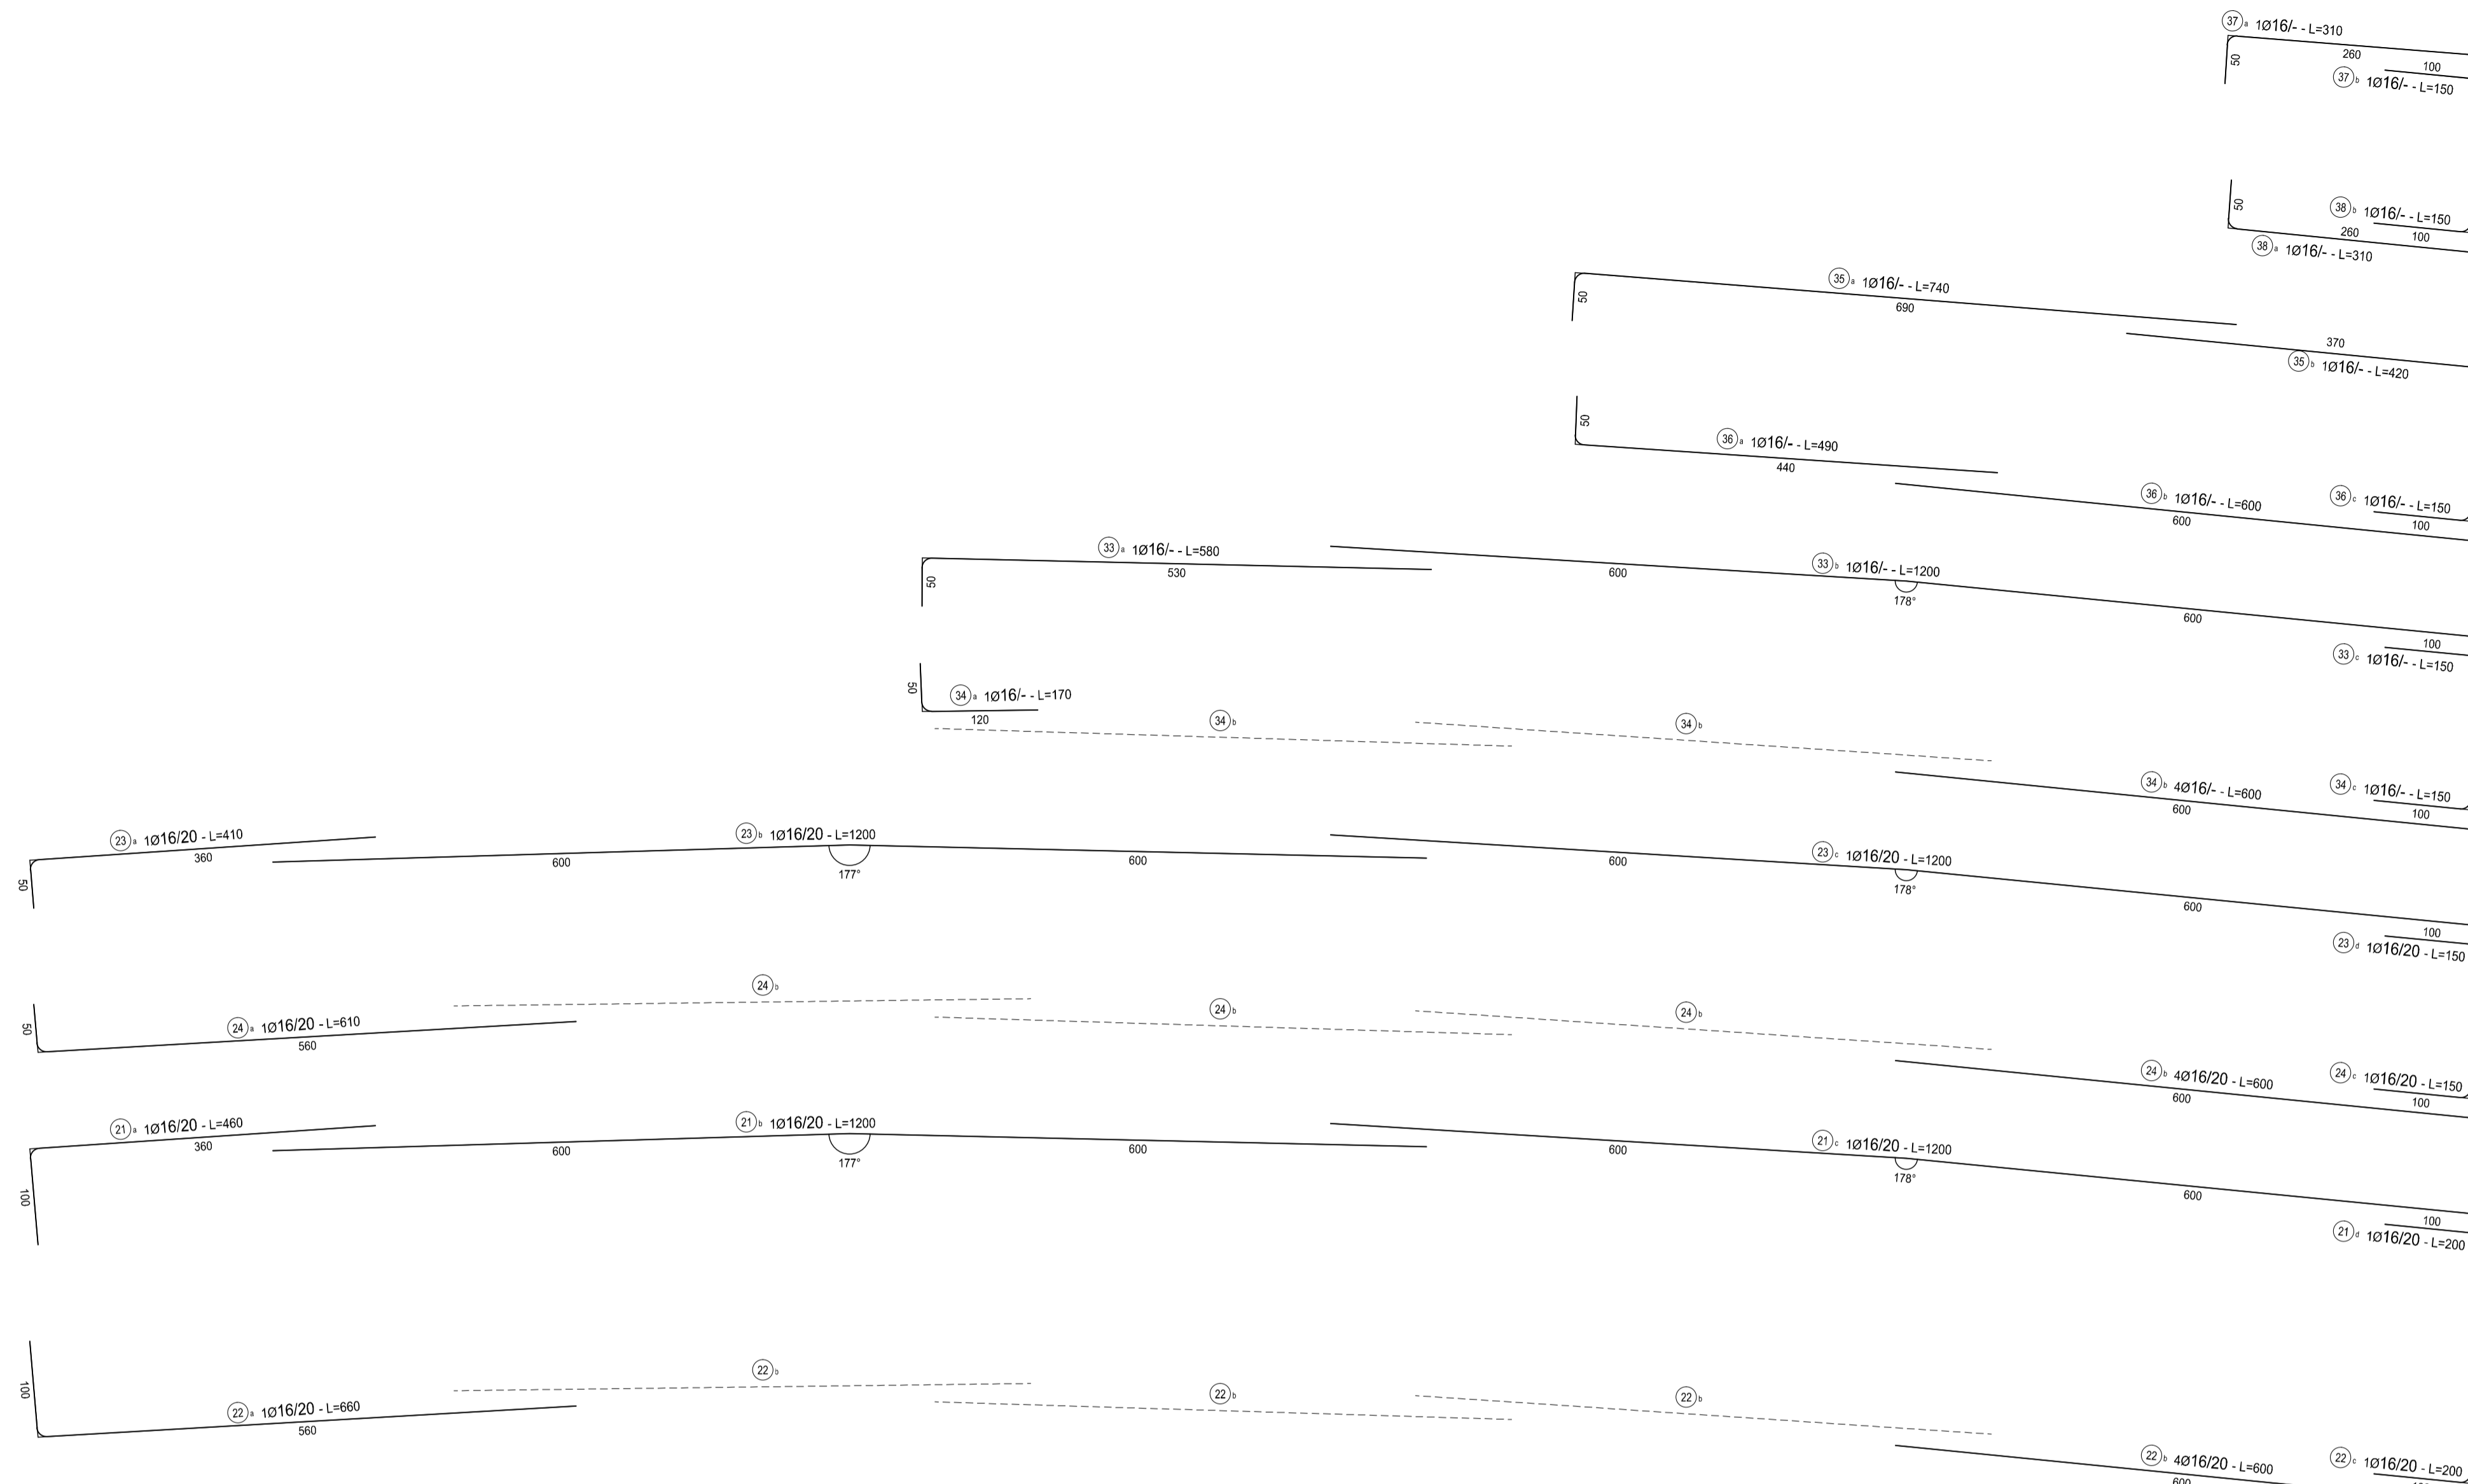 37 a 1Ø16/- - L=310
260
50
100
37 b 1Ø16/- - L=150
50
38 b 1Ø16/- - L=150
260
100
38 a 1Ø16/- - L=310
35 a 1Ø16/- - L=740
50
690
370
35 b 1Ø16/- - L=420
50
36 a 1Ø16/- - L=490
440
36 b 1Ø16/- - L=600
600
36 c 1Ø16/- - L=150
100
33 a 1Ø16/- - L=580
50
530
600
33 b 1Ø16/- - L=1200
178°
600
100
33 c 1Ø16/- - L=150
50
34 a 1Ø16/- - L=170
120
34 b
34 b
34 b 4Ø16/- - L=600
600
34 c 1Ø16/- - L=150
100
23 a 1Ø16/20 - L=410
360
50
23 b 1Ø16/20 - L=1200
600
177°
600
600
23 c 1Ø16/20 - L=1200
178°
600
100
23 d 1Ø16/20 - L=150
50
24 a 1Ø16/20 - L=610
560
24 b
24 b
24 b
24 b 4Ø16/20 - L=600
600
24 c 1Ø16/20 - L=150
100
21 a 1Ø16/20 - L=460
360
100
21 b 1Ø16/20 - L=1200
600
177°
600
600
21 c 1Ø16/20 - L=1200
178°
600
100
21 d 1Ø16/20 - L=200
100
22 a 1Ø16/20 - L=660
560
22 b
22 b
22 b
22 b 4Ø16/20 - L=600
600
22 c 1Ø16/20 - L=200